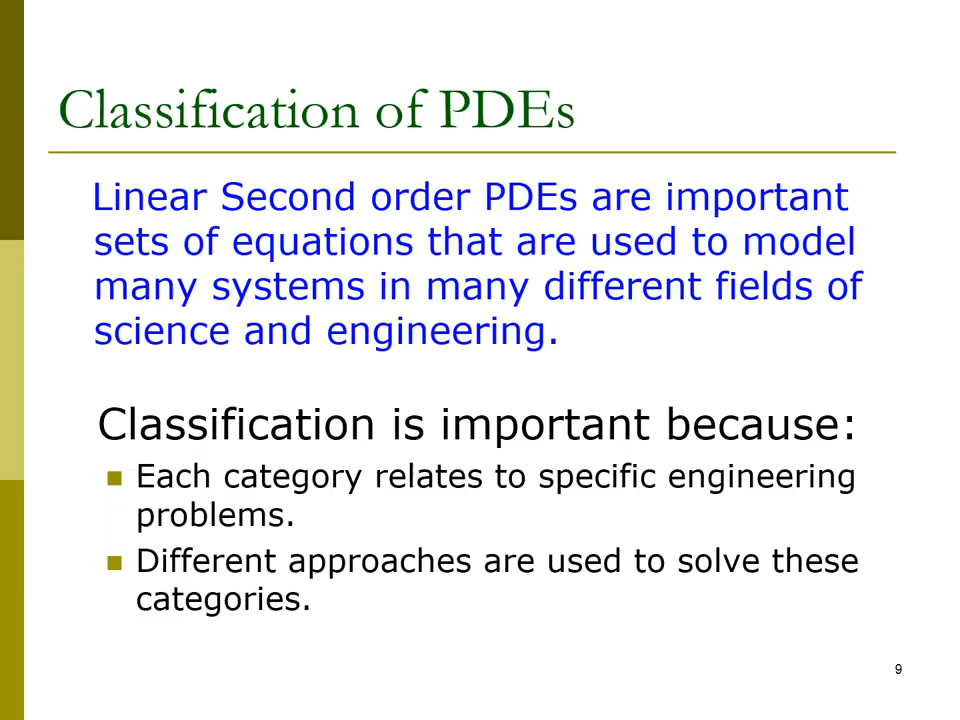 Classification of PDEs
Linear Second order PDEs are important
sets of equations that are used to model
many systems in many different fields of
science and engineering.
Classification is important because:
Each category relates to specific engineering
problems.
Different approaches are used to solve these
categories.
9